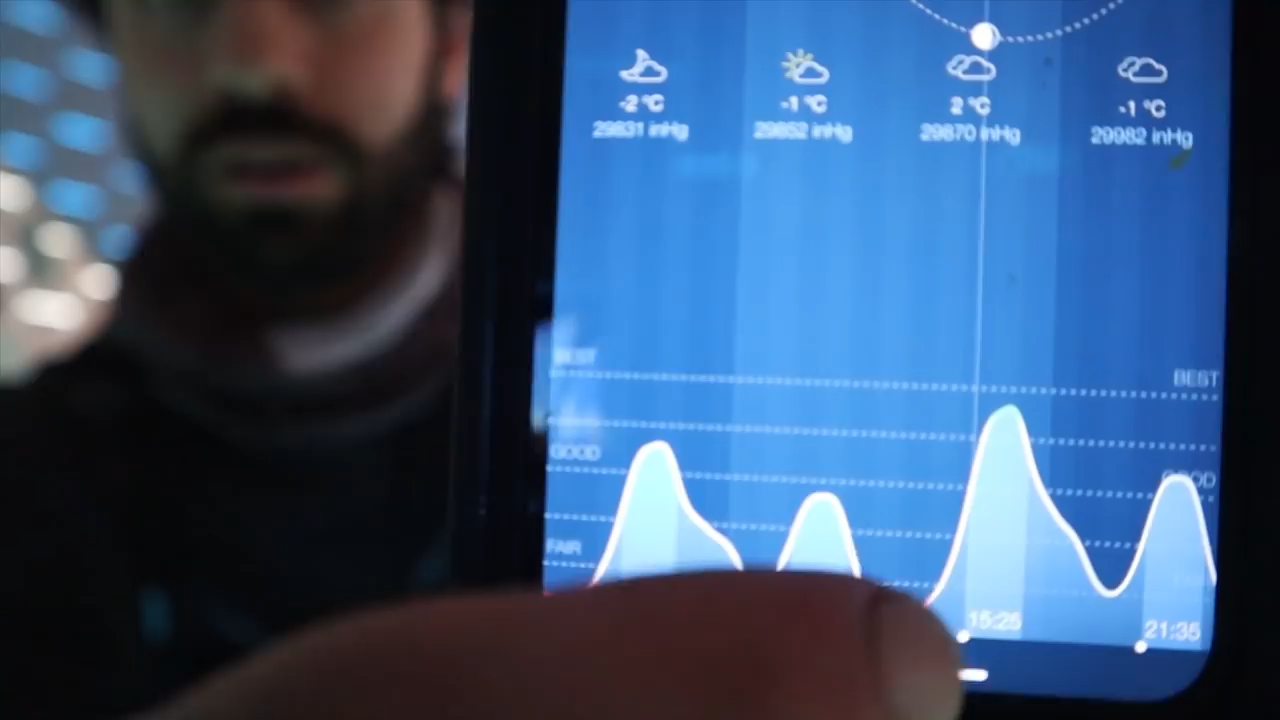 -2 °C
-1 °C
2 °C
-1 °C
29831 inHg
29852 inHg
29870 inHg
29982 inHg
BEST
BEST
GOOD
GOOD
FAIR
15:25
21:35